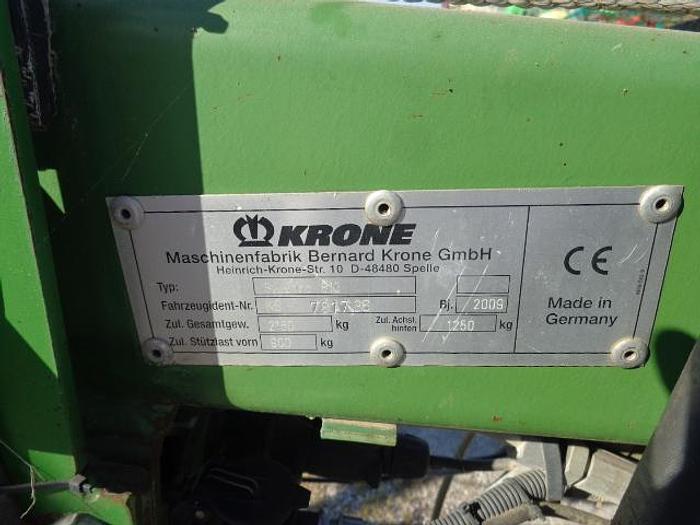 KRONE
Maschinenfabrik Bernard Krone GmbH
Heinrich-Krone-Str. 10 D-48480 Spelle
Typ:
Fahrzeugident-Nr. Bj. 2009
Zul. Gesamtgew. kg Zul. Achsl. hinten 1250 kg
Zul. Stützlast vorn 900 kg
CE
Made in
Germany